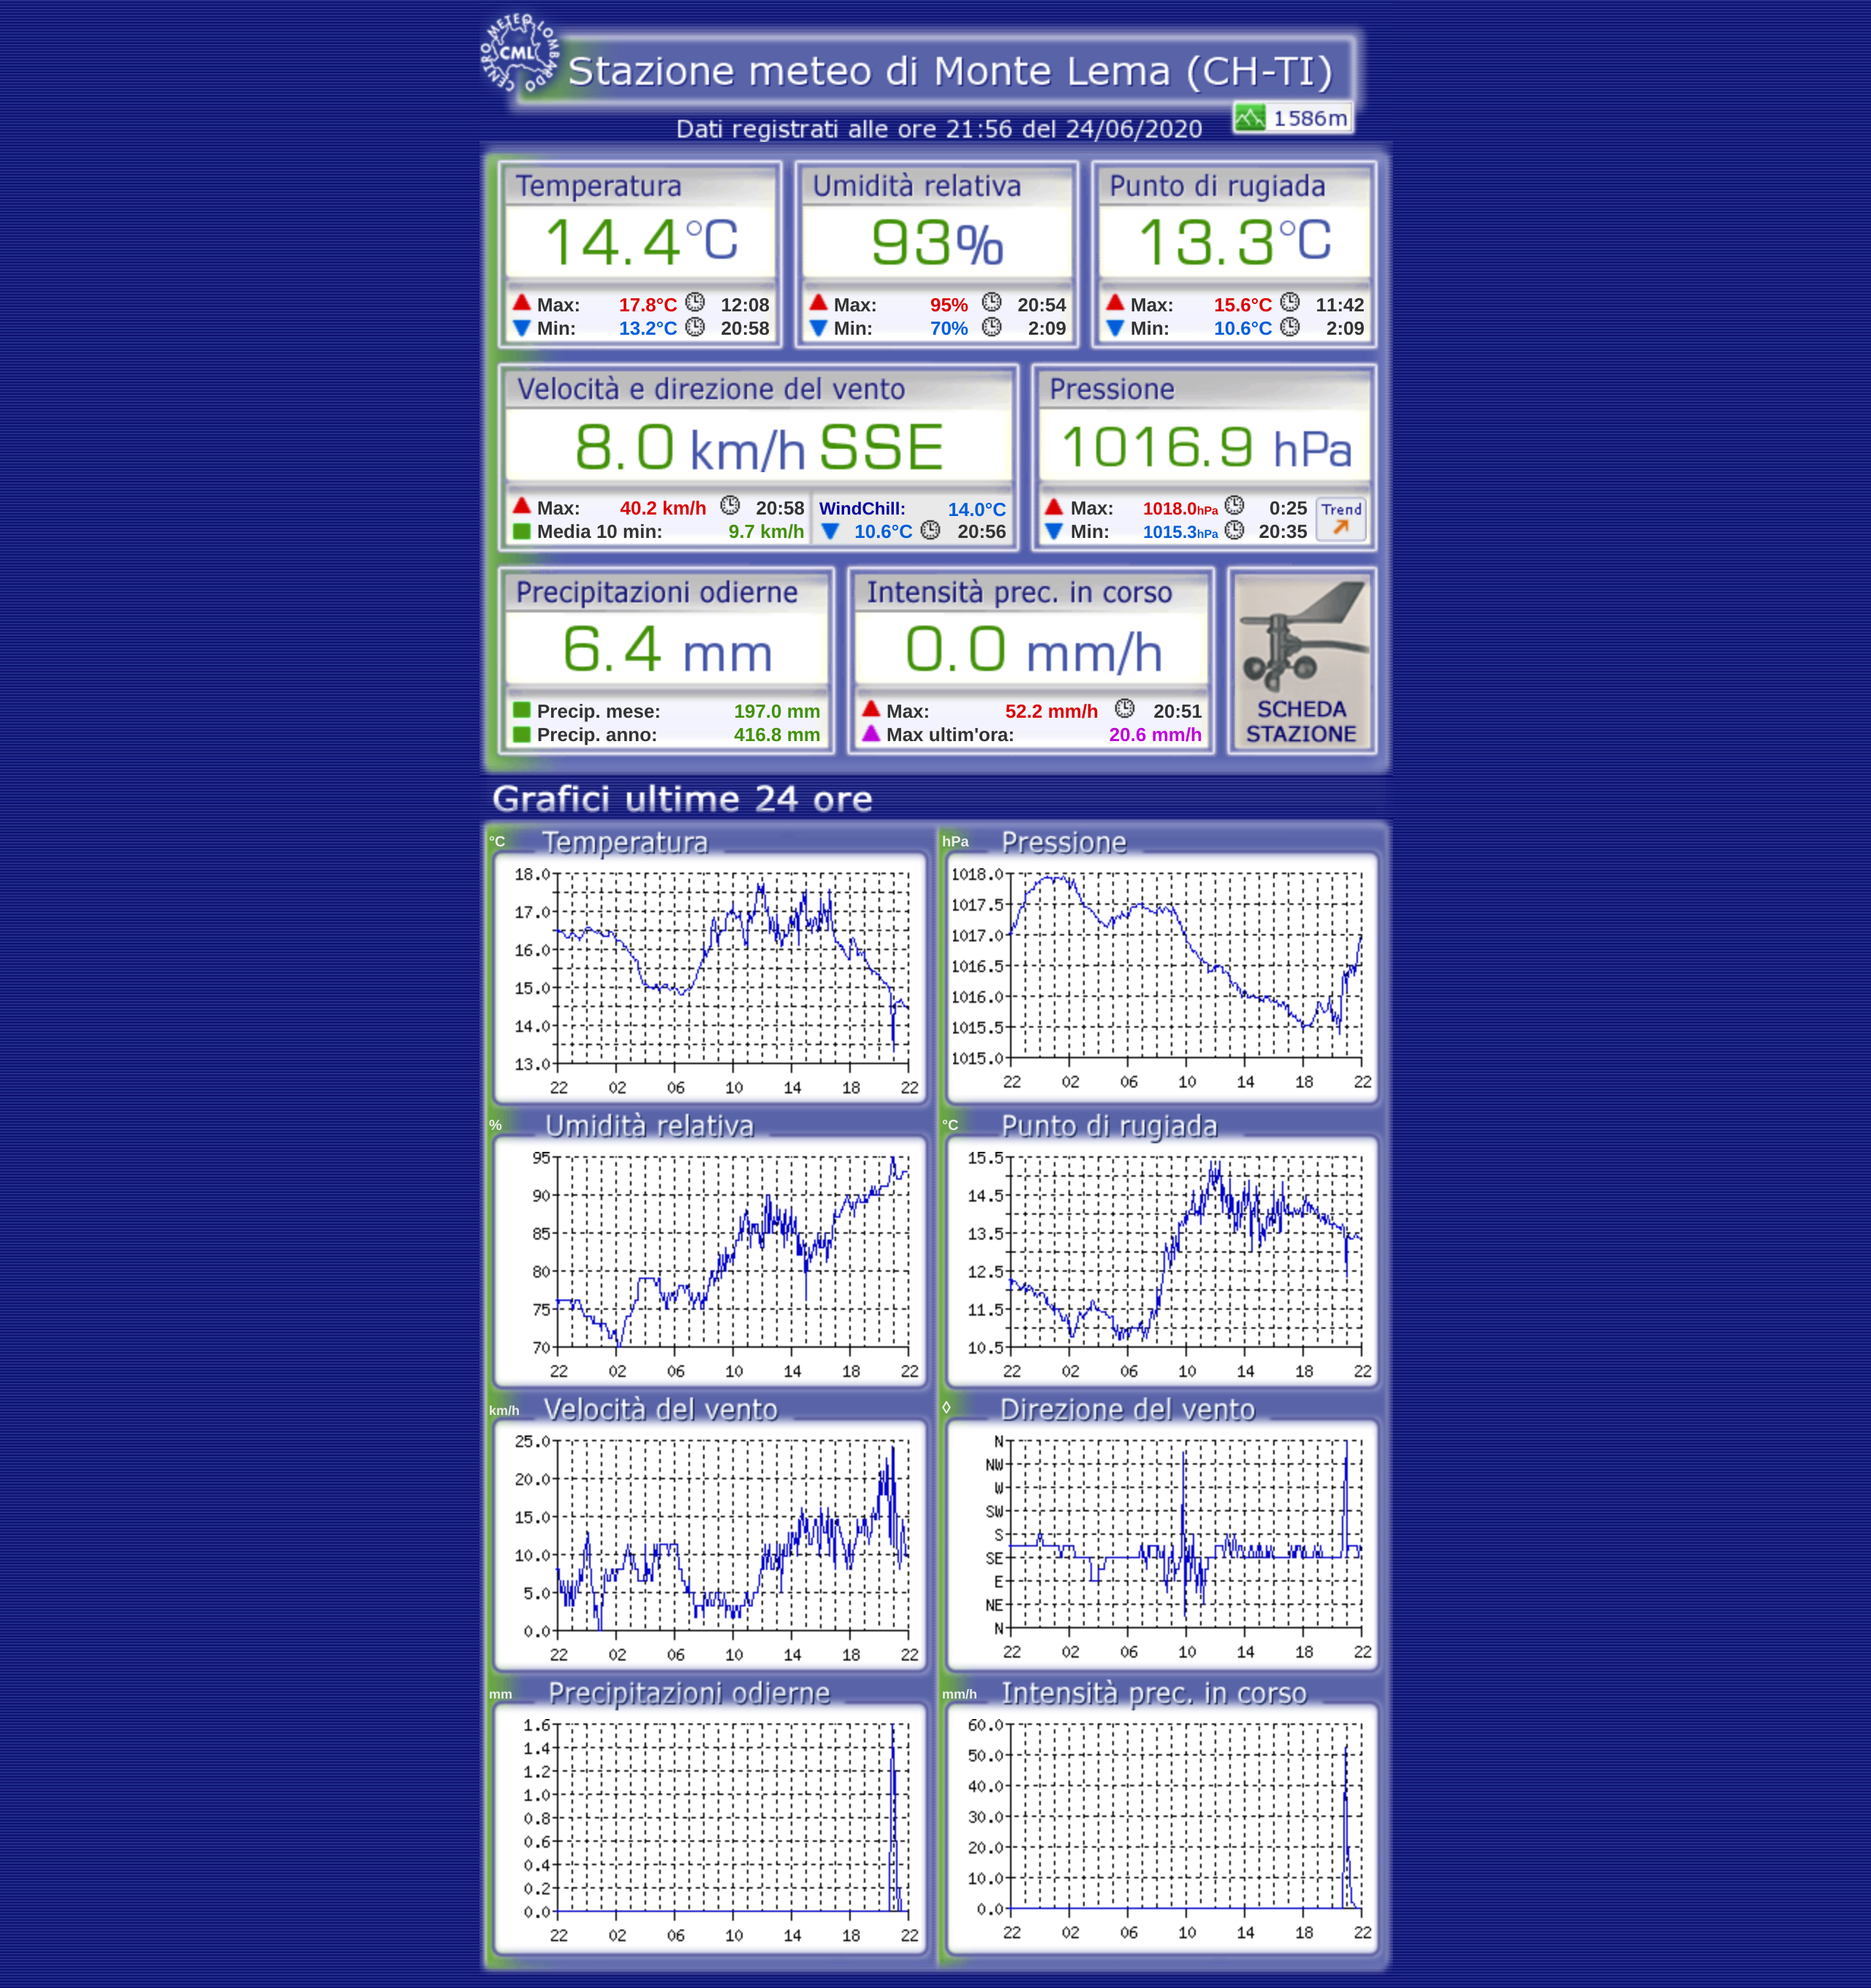 CENTRO METEO LOMBARDO
CML
Stazione meteo di Monte Lema (CH-TI)
1586m
Dati registrati alle ore 21:56 del 24/06/2020
Temperatura
14.4°C
Max: 17.8°C 12:08
Min: 13.2°C 20:58
Umidità relativa
93%
Max: 95% 20:54
Min: 70% 2:09
Punto di rugiada
13.3°C
Max: 15.6°C 11:42
Min: 10.6°C 2:09
Velocità e direzione del vento
8.0 km/h SSE
Max: 40.2 km/h 20:58
Media 10 min: 9.7 km/h
WindChill: 14.0°C
10.6°C 20:56
Pressione
1016.9 hPa
Max: 1018.0hPa 0:25
Min: 1015.3hPa 20:35
Trend
Precipitazioni odierne
6.4 mm
Precip. mese: 197.0 mm
Precip. anno: 416.8 mm
Intensità prec. in corso
0.0 mm/h
Max: 52.2 mm/h 20:51
Max ultim'ora: 20.6 mm/h
SCHEDA
STAZIONE
Grafici ultime 24 ore
°C Temperatura
18.0
17.0
16.0
15.0
14.0
13.0
22 02 06 10 14 18 22
hPa Pressione
1018.0
1017.5
1017.0
1016.5
1016.0
1015.5
1015.0
22 02 06 10 14 18 22
% Umidità relativa
95
90
85
80
75
70
22 02 06 10 14 18 22
°C Punto di rugiada
15.5
14.5
13.5
12.5
11.5
10.5
22 02 06 10 14 18 22
km/h Velocità del vento
25.0
20.0
15.0
10.0
5.0
0.0
22 02 06 10 14 18 22
◊ Direzione del vento
N
NW
W
SW
S
SE
E
NE
N
22 02 06 10 14 18 22
mm Precipitazioni odierne
1.6
1.4
1.2
1.0
0.8
0.6
0.4
0.2
0.0
22 02 06 10 14 18 22
mm/h Intensità prec. in corso
60.0
50.0
40.0
30.0
20.0
10.0
0.0
22 02 06 10 14 18 22